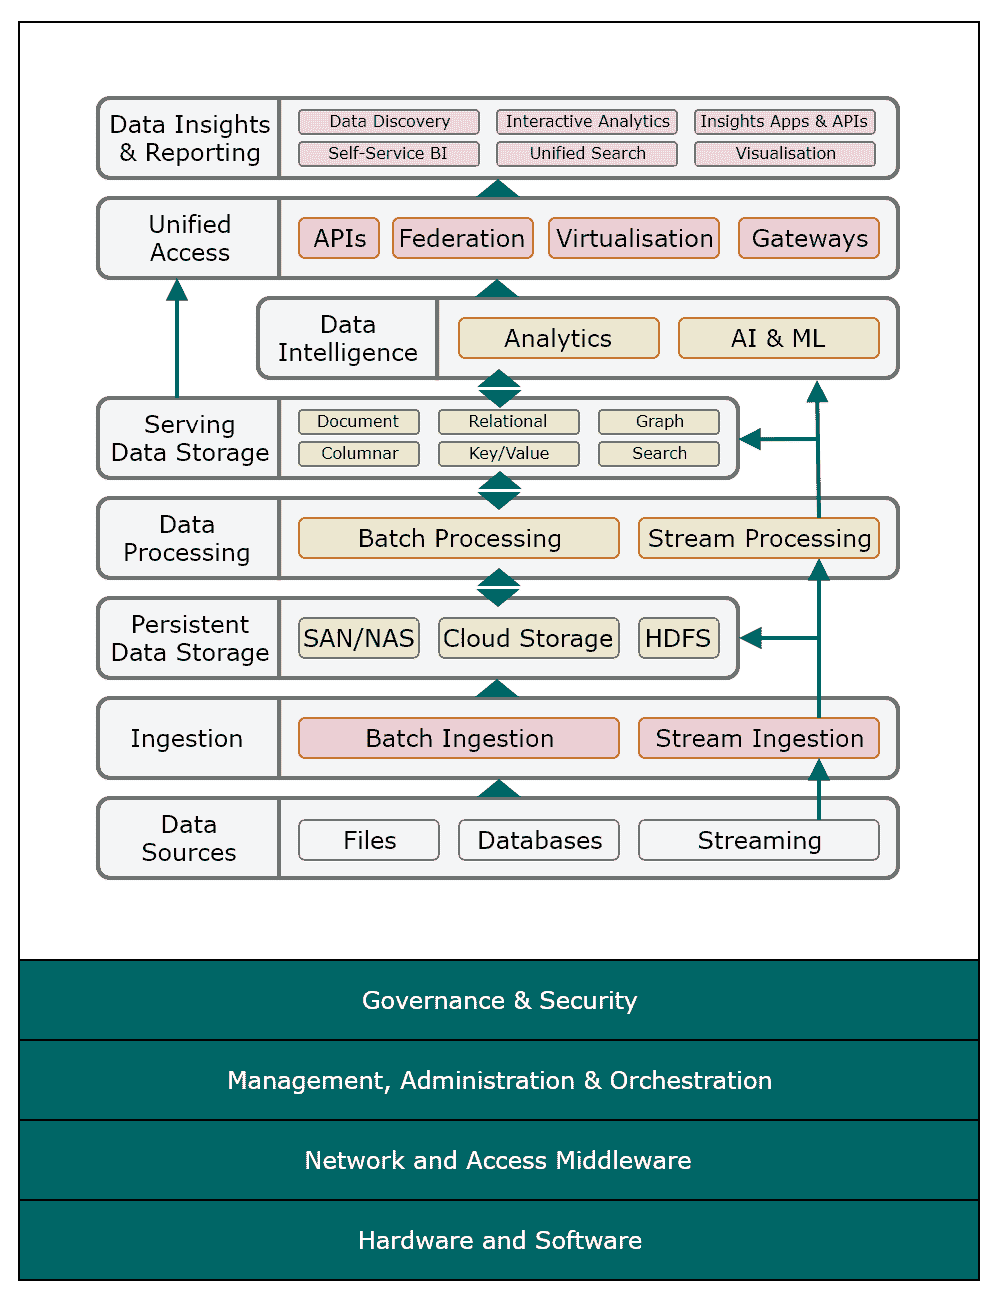 Data Insights
& Reporting
Data Discovery
Interactive Analytics
Insights Apps & APIs
Self-Service BI
Unified Search
Visualisation
Unified
Access
APIs
Federation
Virtualisation
Gateways
Data
Intelligence
Analytics
AI & ML
Serving
Data Storage
Document
Relational
Graph
Columnar
Key/Value
Search
Data
Processing
Batch Processing
Stream Processing
Persistent
Data Storage
SAN/NAS
Cloud Storage
HDFS
Ingestion
Batch Ingestion
Stream Ingestion
Data
Sources
Files
Databases
Streaming
Governance & Security
Management, Administration & Orchestration
Network and Access Middleware
Hardware and Software